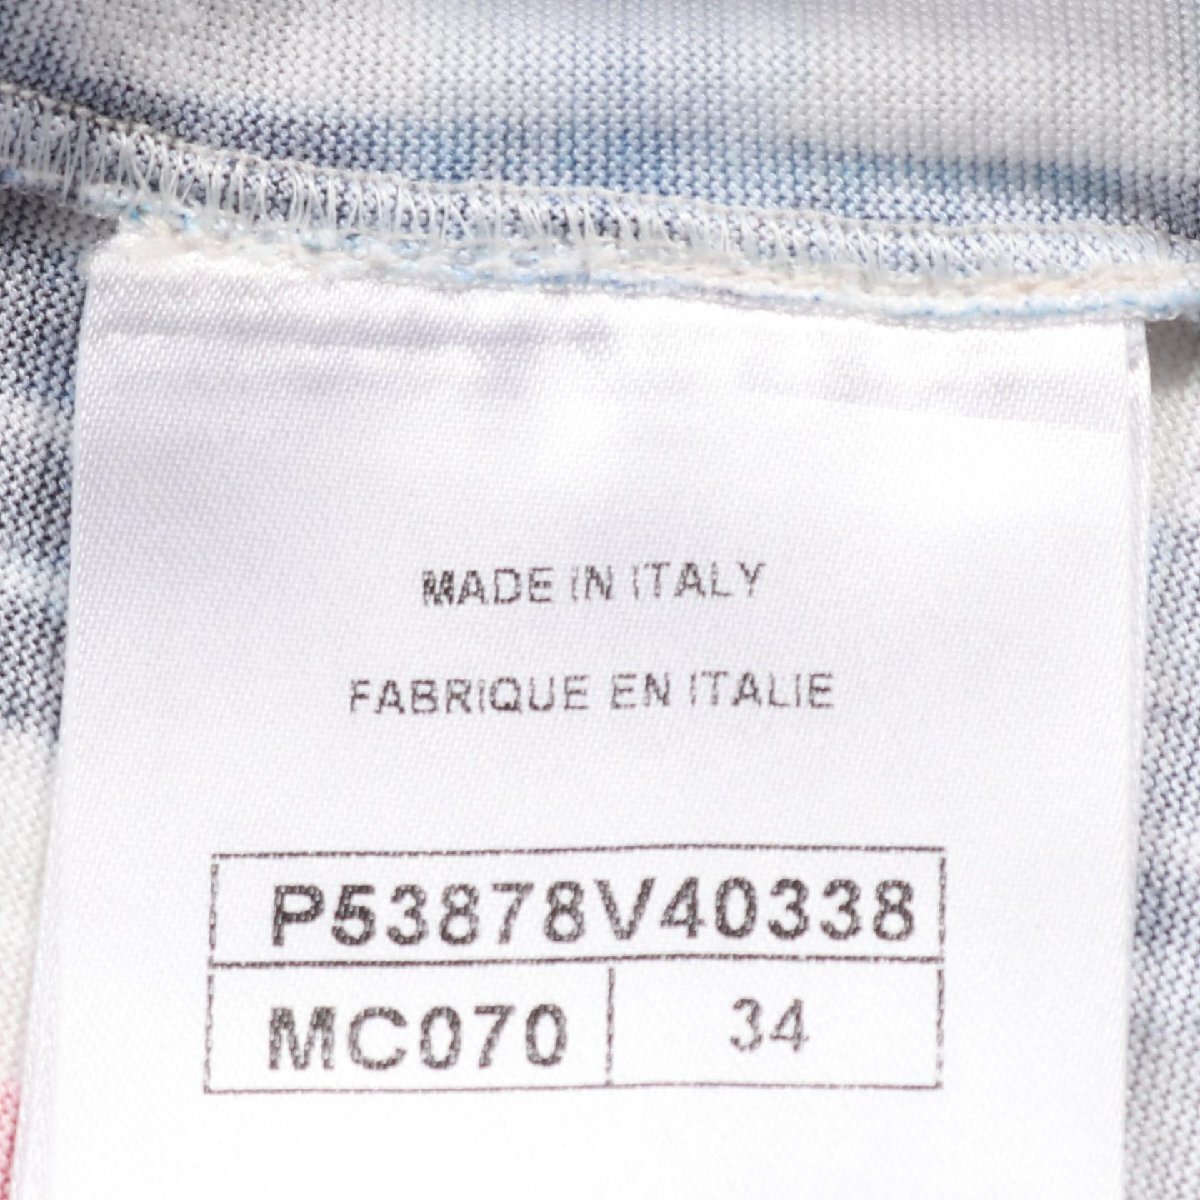 MADE IN ITALY
FABRIQUE EN ITALIE
P53878V40338
MC070 34